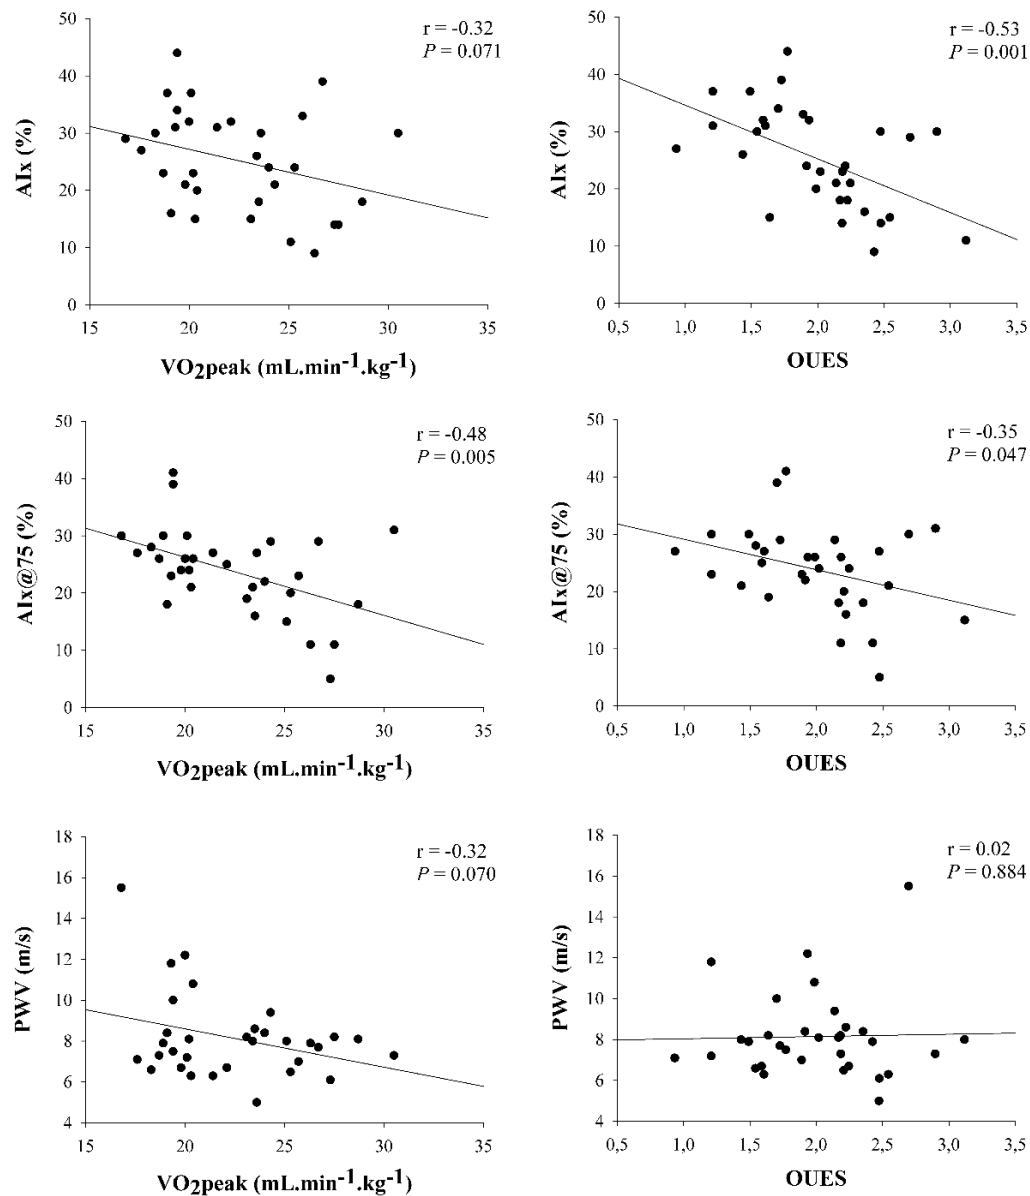 r = -0.32
P = 0.071
AIx (%)
50
40
30
20
10
0
15 20 25 30 35
VO2peak (mL.min-1.kg-1)
r = -0.53
P = 0.001
AIx (%)
50
40
30
20
10
0
0,5 1,0 1,5 2,0 2,5 3,0 3,5
OUES
r = -0.48
P = 0.005
AIx@75 (%)
50
40
30
20
10
0
15 20 25 30 35
VO2peak (mL.min-1.kg-1)
r = -0.35
P = 0.047
AIx@75 (%)
50
40
30
20
10
0
0,5 1,0 1,5 2,0 2,5 3,0 3,5
OUES
r = -0.32
P = 0.070
PWV (m/s)
18
16
14
12
10
8
6
4
15 20 25 30 35
VO2peak (mL.min-1.kg-1)
r = 0.02
P = 0.884
PWV (m/s)
18
16
14
12
10
8
6
4
0,5 1,0 1,5 2,0 2,5 3,0 3,5
OUES